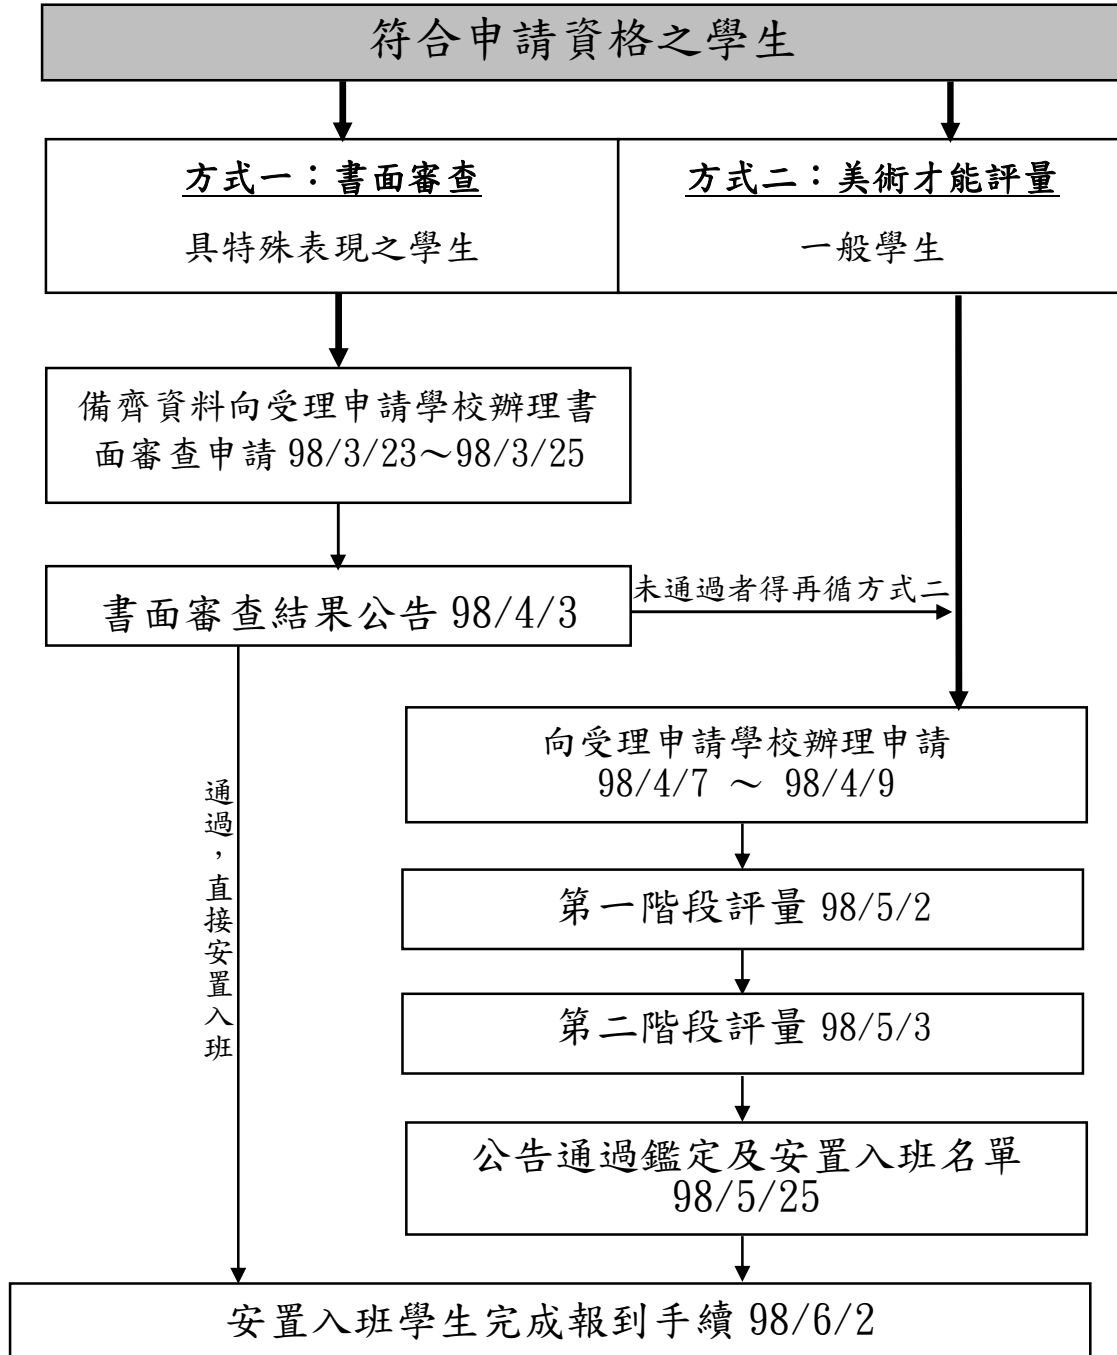 符合申請資格之學生
方式一：書面審查
具特殊表現之學生
方式二：美術才能評量
一般學生
備齊資料向受理申請學校辦理書
面審查申請 98/3/23～98/3/25
書面審查結果公告 98/4/3
未通過者得再循方式二
通過，直接安置入班
向受理申請學校辦理申請
98/4/7 ～ 98/4/9
第一階段評量 98/5/2
第二階段評量 98/5/3
公告通過鑑定及安置入班名單
98/5/25
安置入班學生完成報到手續 98/6/2